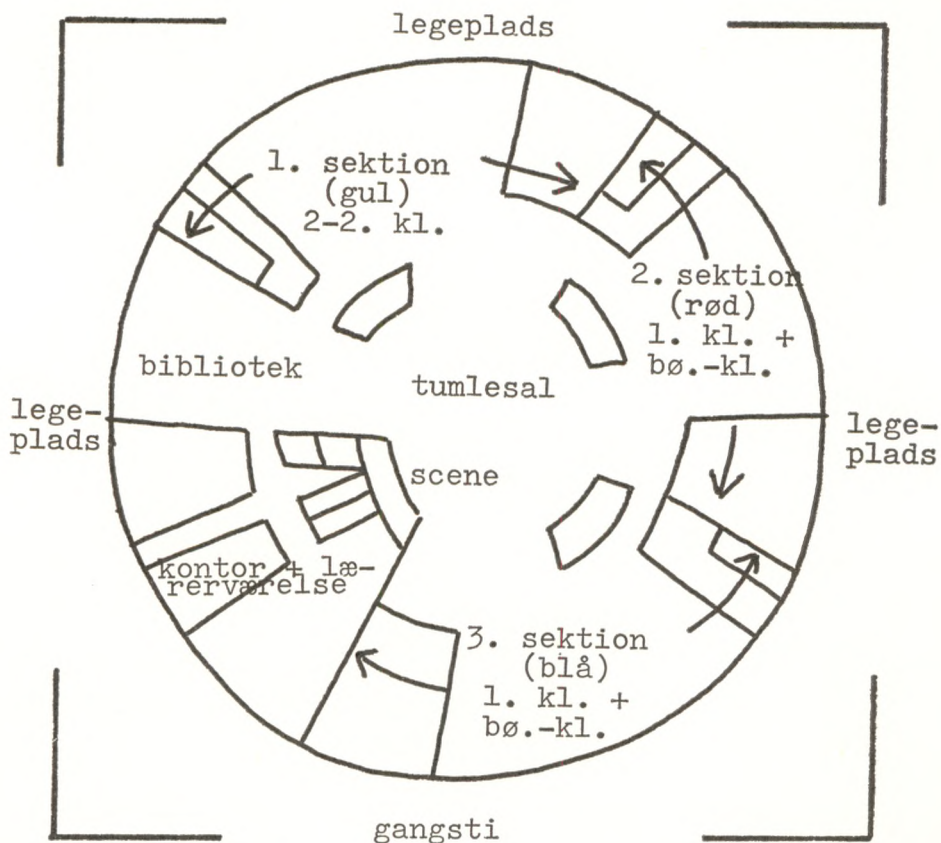 legeplads
1. sektion
(gul)
2-2. kl.
2. sektion
(rød)
1. kl. +
bø.-kl.
bibliotek
tumlesal
lege-
plads
lege-
plads
scene
kontor + læ-
rerværelse
3. sektion
(blå)
1. kl. +
bø.-kl.
gangsti